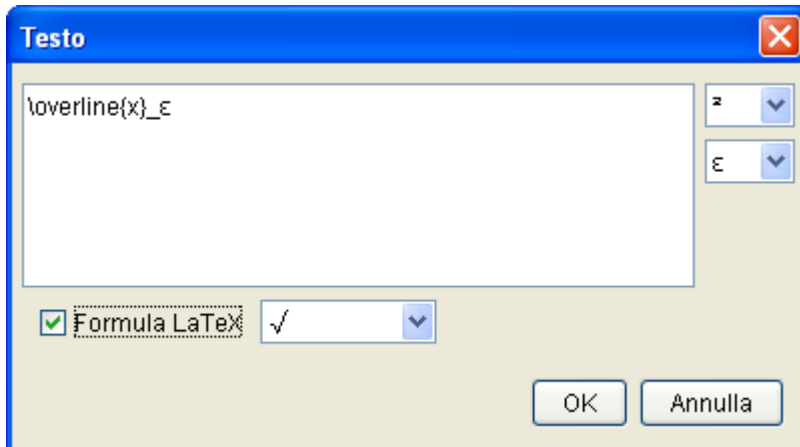 Testo
\overline{x}_ε
²
ε
Formula LaTeX √
OK Annulla